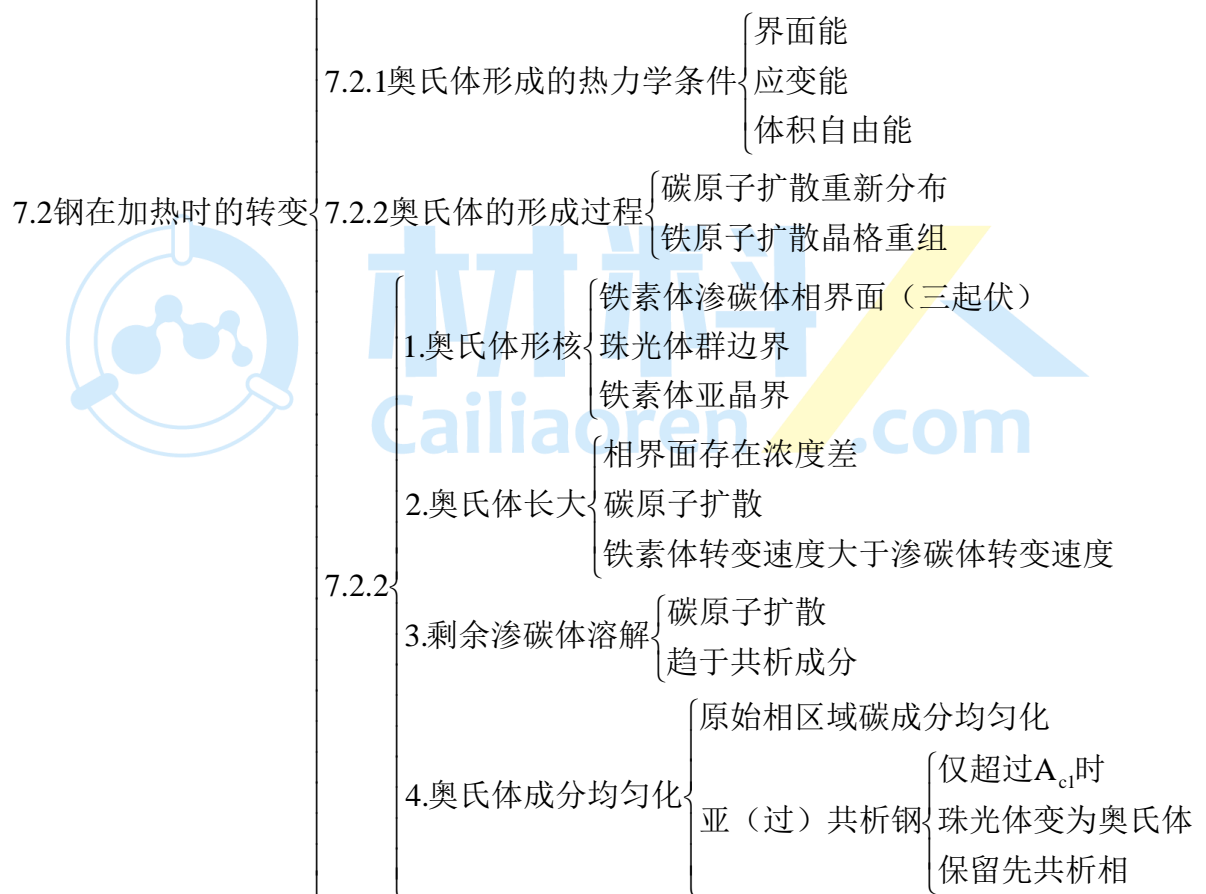 7.2钢在加热时的转变
7.2.1奥氏体形成的热力学条件
界面能
应变能
体积自由能
7.2.2奥氏体的形成过程
碳原子扩散重新分布
铁原子扩散晶格重组
7.2.2
1.奥氏体形核
铁素体渗碳体相界面（三起伏）
珠光体群边界
铁素体亚晶界
2.奥氏体长大
相界面存在浓度差
碳原子扩散
铁素体转变速度大于渗碳体转变速度
3.剩余渗碳体溶解
碳原子扩散
趋于共析成分
4.奥氏体成分均匀化
原始相区域碳成分均匀化
亚（过）共析钢
仅超过Ac1时
珠光体变为奥氏体
保留先共析相
材料人
Cailiaoren.com